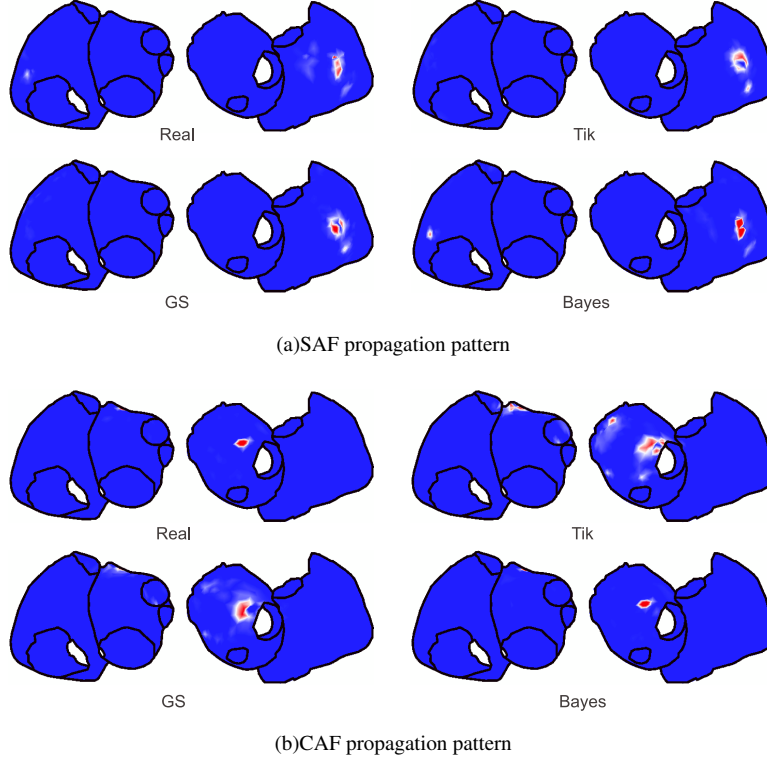 Real
Tik
GS
Bayes
(a)SAF propagation pattern
Real
Tik
GS
Bayes
(b)CAF propagation pattern